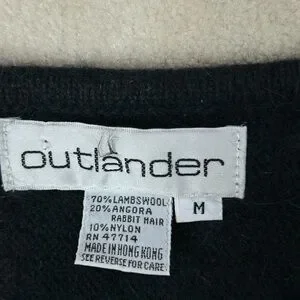 outlander
70% LAMBSWOOL
20% ANGORA
RABBIT HAIR
10% NYLON
RN 47714
MADE IN HONG KONG
SEE REVERSE FOR CARE
M